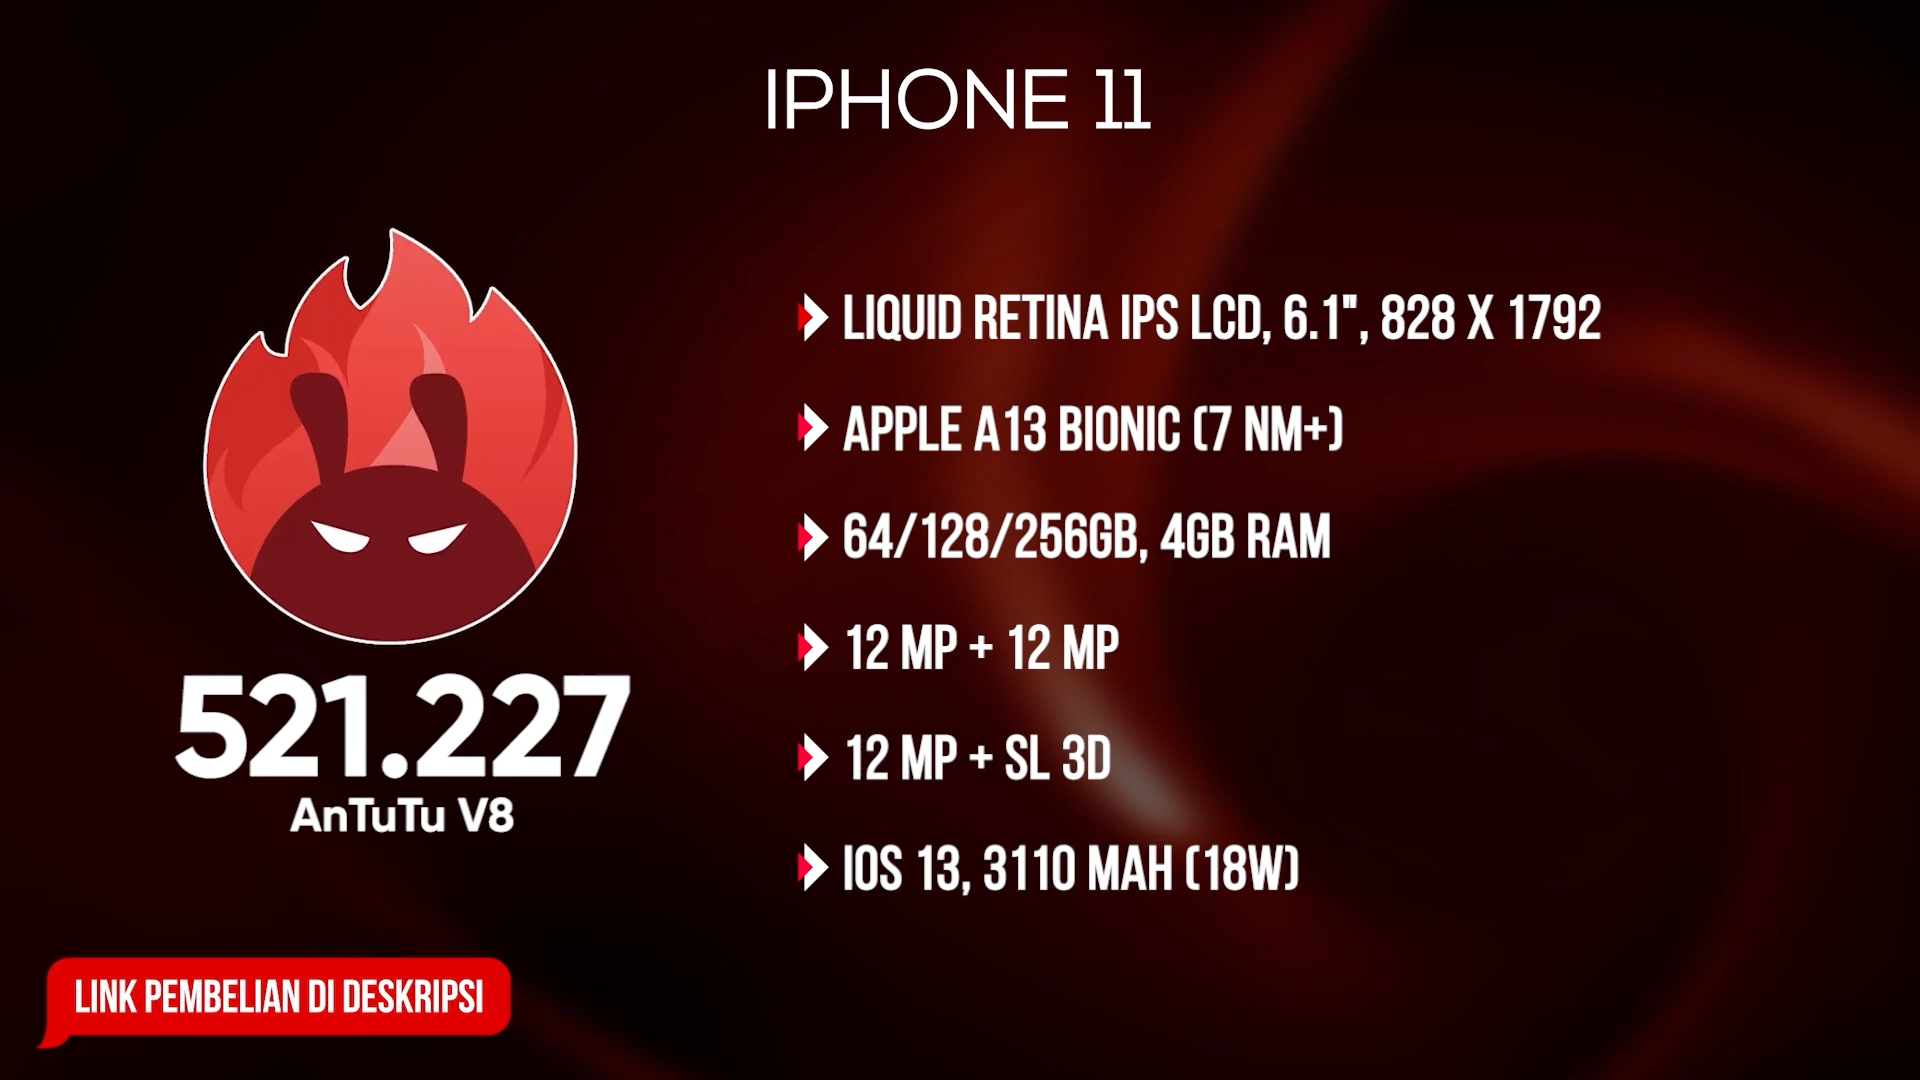 IPHONE 11
LIQUID RETINA IPS LCD, 6.1", 828 X 1792
APPLE A13 BIONIC (7 NM+)
64/128/256GB, 4GB RAM
12 MP + 12 MP
12 MP + SL 3D
IOS 13, 3110 MAH (18W)
521.227
AnTuTu V8
LINK PEMBELIAN DI DESKRIPSI